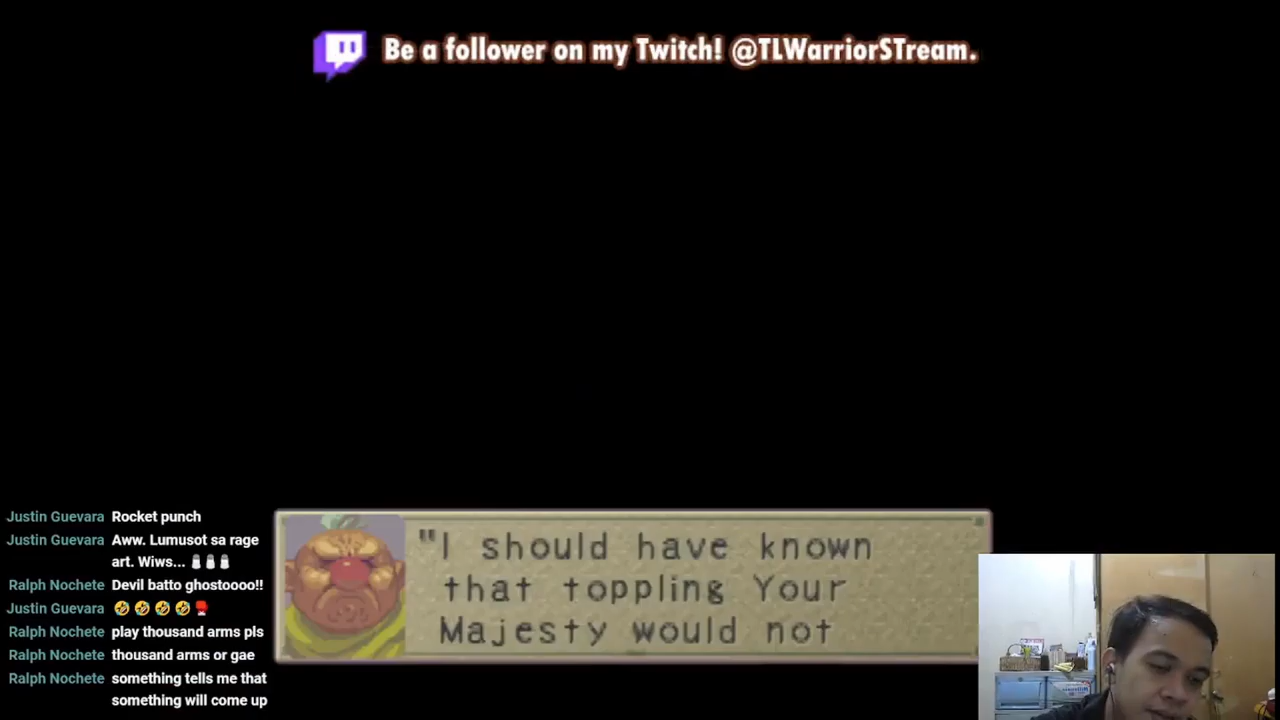 Be a follower on my Twitch! @TLWarriorSTream.
Justin Guevara Rocket punch
Justin Guevara Aww. Lumusot sa rage
art. Wiws... 🧂🧂🧂
Ralph Nochete Devil batto ghostoooo!!
Justin Guevara 🤣🤣🤣🤣🥊
Ralph Nochete play thousand arms pls
Ralph Nochete thousand arms or gae
Ralph Nochete something tells me that
something will come up
"I should have known
that toppling Your
Majesty would not